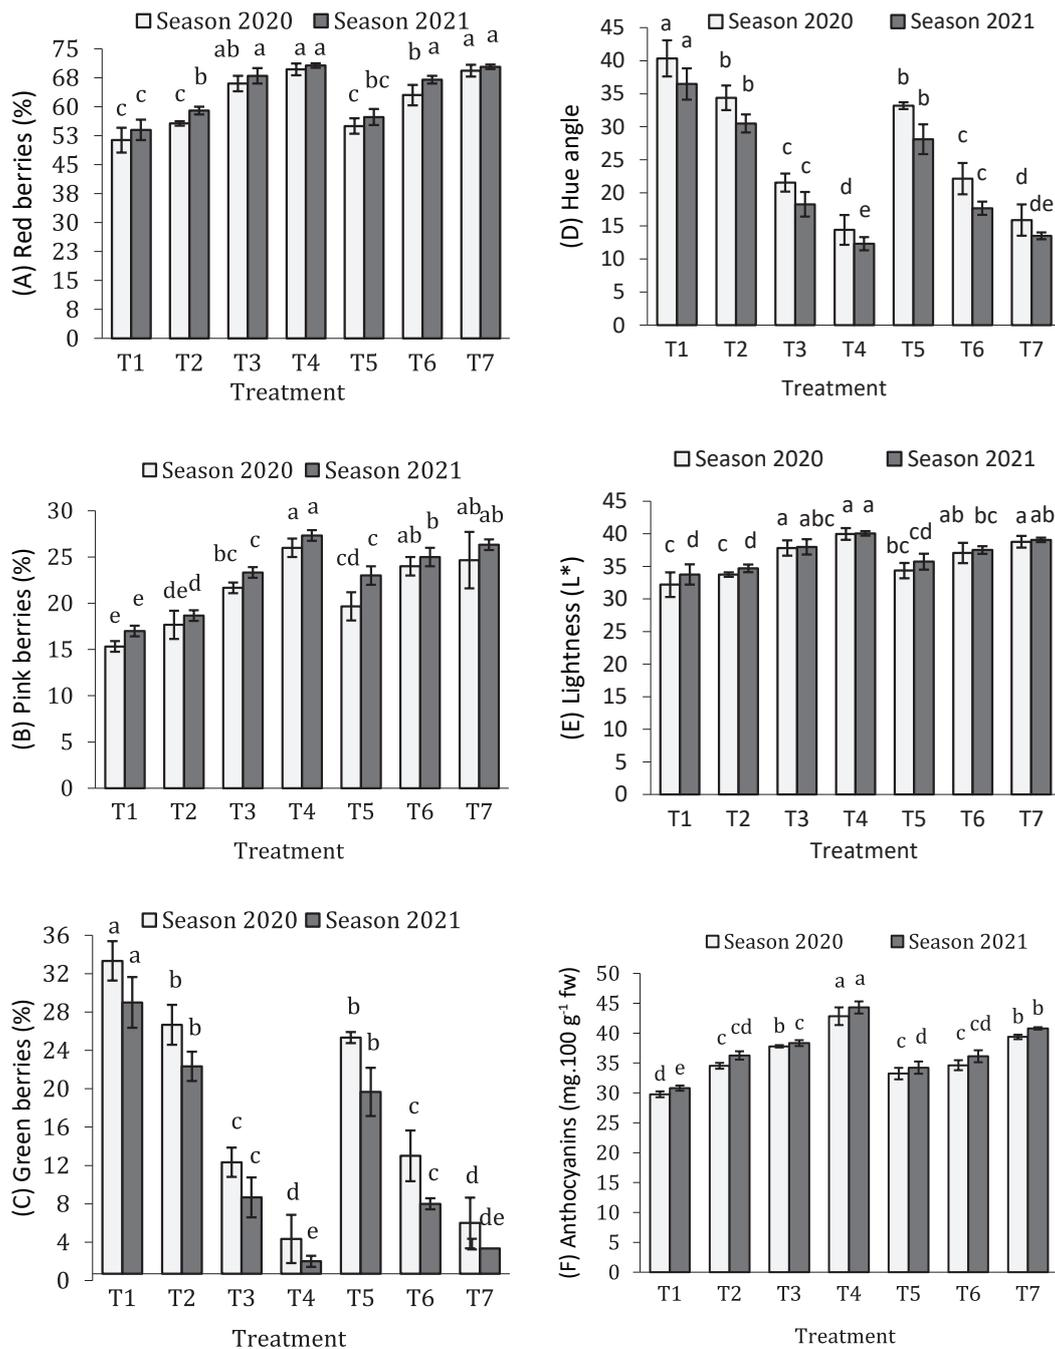 Season 2020 Season 2021
(A) Red berries (%)
75
68
60
53
45
38
30
23
15
8
0
c c c b ab a a a c bc b a a a
T1 T2 T3 T4 T5 T6 T7
Treatment
Season 2020 Season 2021
(D) Hue angle
45
40
35
30
25
20
15
10
5
0
a a b b c c d e b b c c d de
T1 T2 T3 T4 T5 T6 T7
Treatment
Season 2020 Season 2021
(B) Pink berries (%)
30
25
20
15
10
5
0
e e de d bc c a a cd c ab b ab ab
T1 T2 T3 T4 T5 T6 T7
Treatment
Season 2020 Season 2021
(E) Lightness (L*)
45
40
35
30
25
20
15
10
5
0
c d c d a abc a a bc cd ab bc a ab
T1 T2 T3 T4 T5 T6 T7
Treatment
Season 2020 Season 2021
(C) Green berries (%)
36
32
28
24
20
16
12
8
4
0
a a b b c c d e b b c c d de
T1 T2 T3 T4 T5 T6 T7
Treatment
Season 2020 Season 2021
(F) Anthocyanins (mg.100 g⁻¹ fw)
50
45
40
35
30
25
20
15
10
5
0
d e c cd b c a a c d c cd b b
T1 T2 T3 T4 T5 T6 T7
Treatment